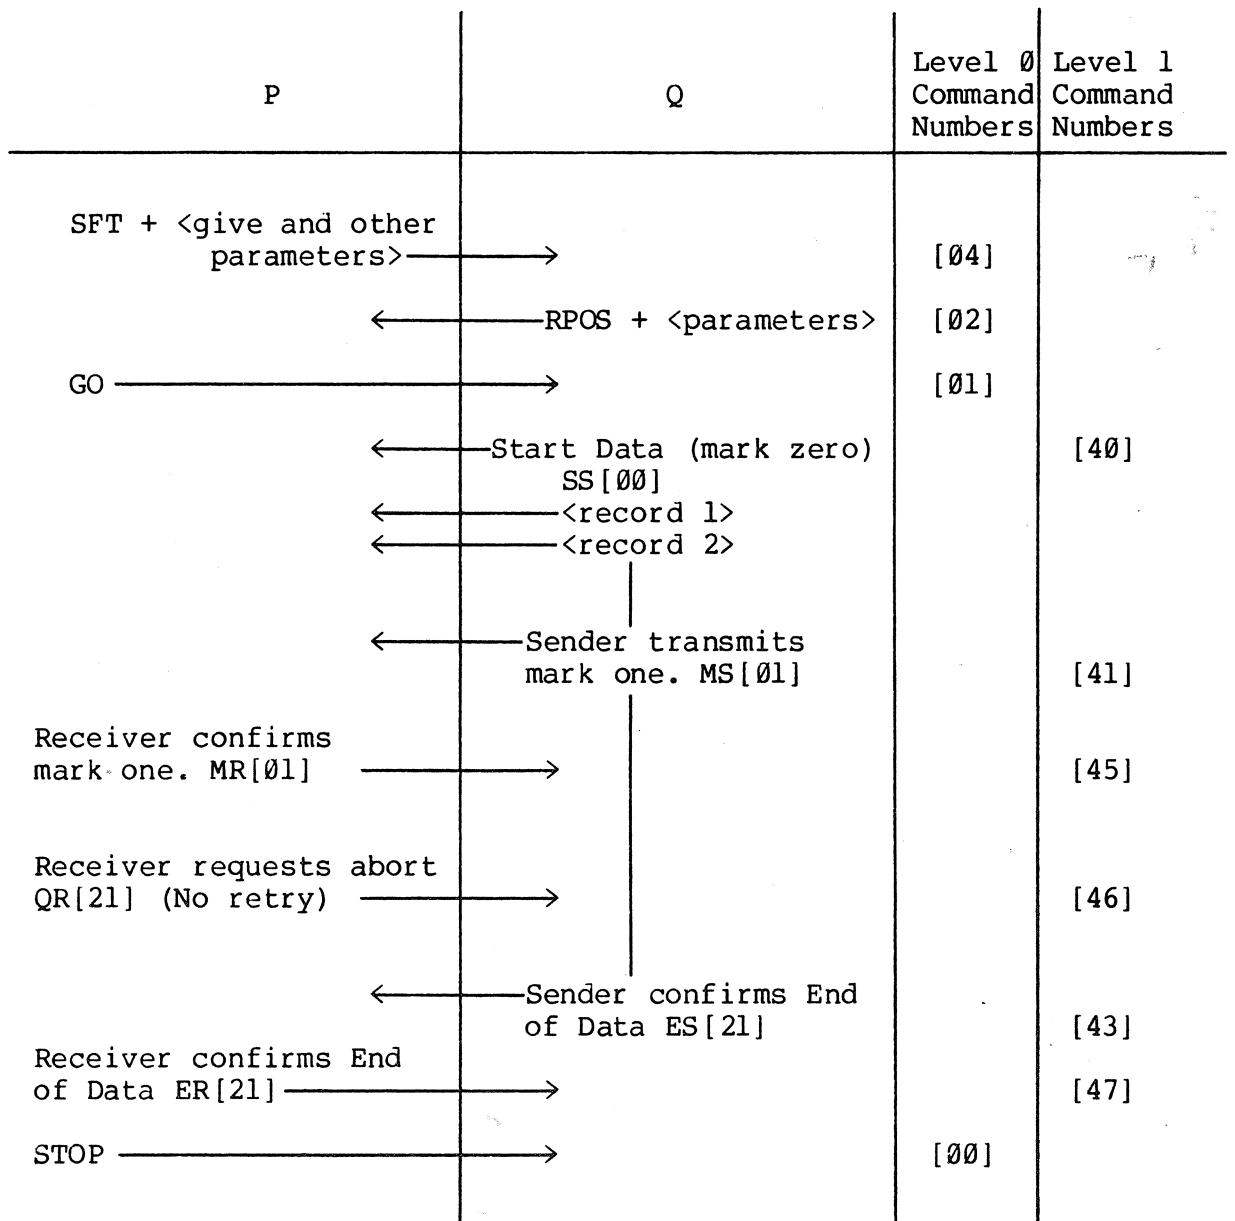 P
Q
Level Ø Command Numbers
Level 1 Command Numbers
SFT + <give and other
parameters> [Ø4]
RPOS + <parameters> [Ø2]
GO [Ø1]
Start Data (mark zero) [4Ø]
SS[ØØ]
<record 1>
<record 2>
Sender transmits
mark one. MS[Ø1] [41]
Receiver confirms
mark one. MR[Ø1] [45]
Receiver requests abort
QR[21] (No retry) [46]
Sender confirms End
of Data ES[21] [43]
Receiver confirms End
of Data ER[21] [47]
STOP [ØØ]